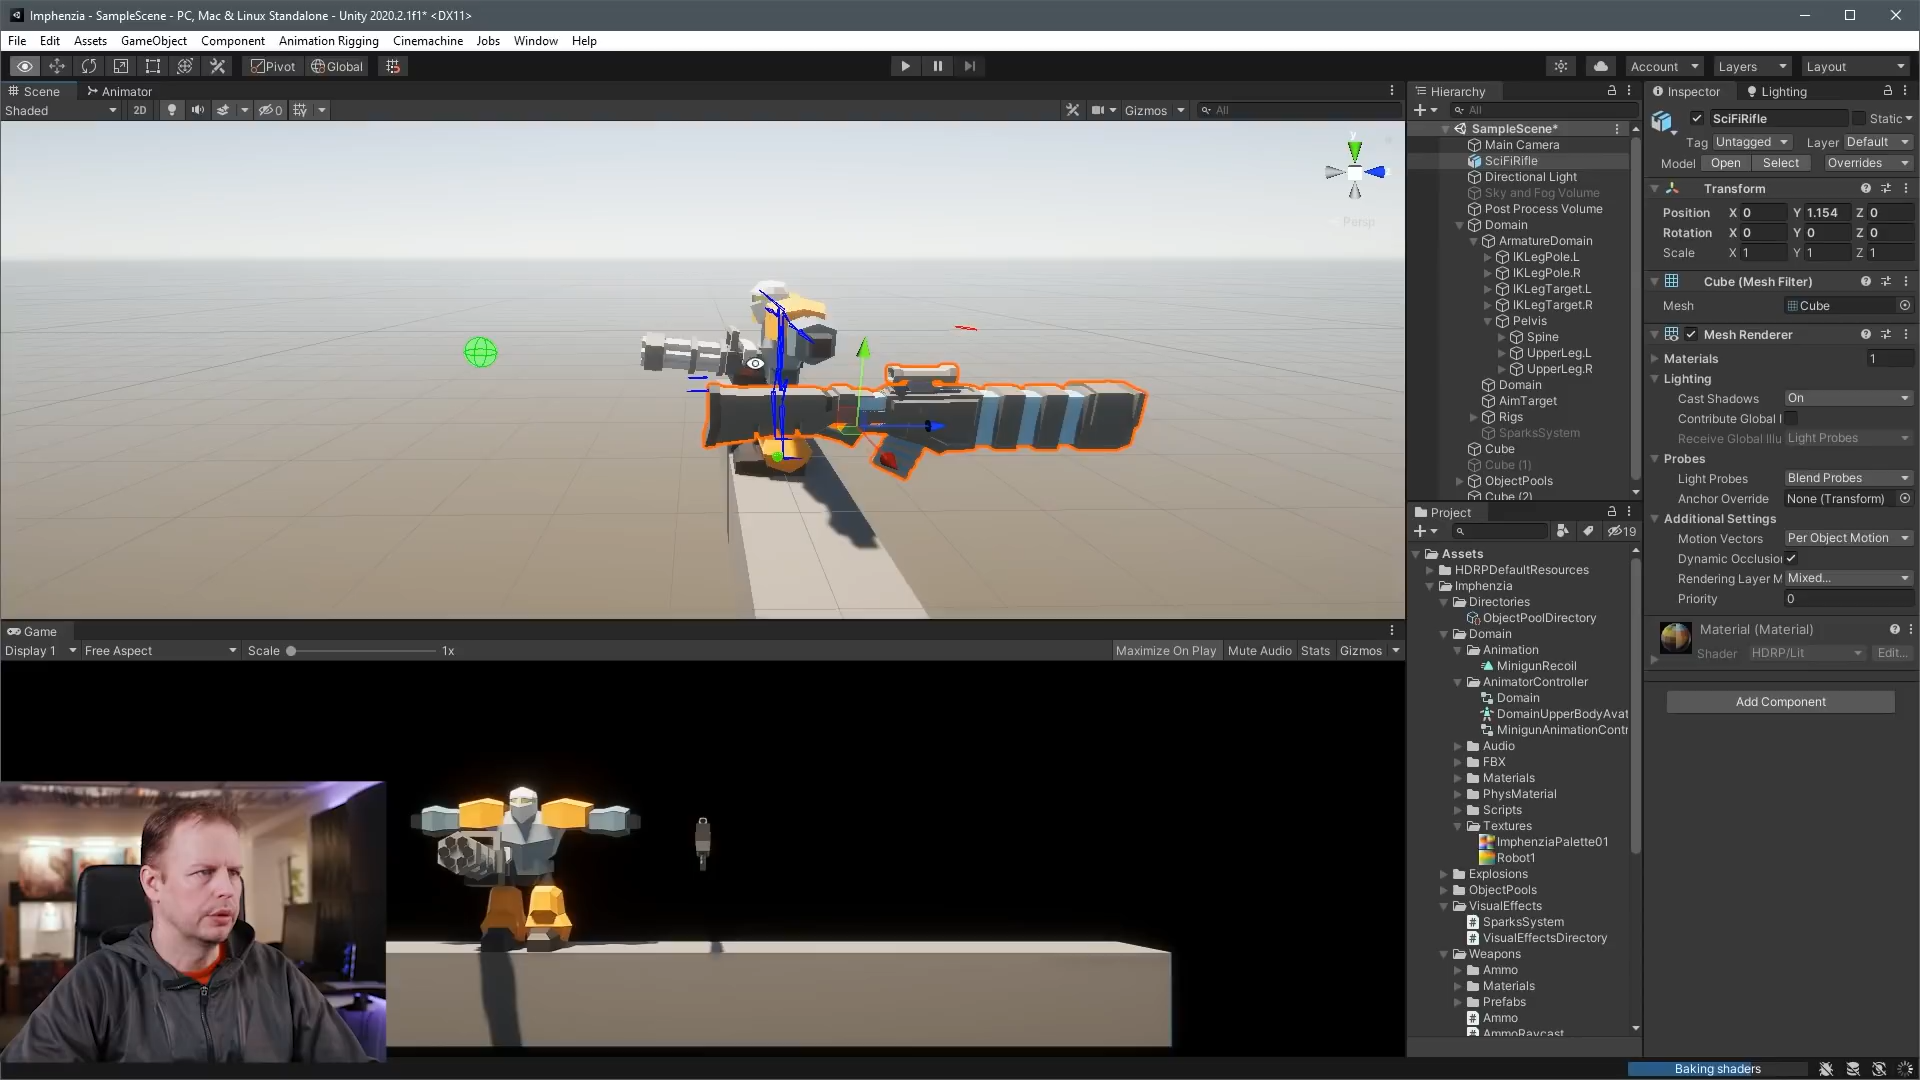 Imphenzia - SampleScene - PC, Mac & Linux Standalone - Unity 2020.2.1f1* <DX11>
File Edit Assets GameObject Component Animation Rigging Cinemachine Jobs Window Help
Pivot Global
Account Layers Layout
Scene Animator
Shaded 2D 0 Gizmos All
y
z
Persp
Hierarchy
All
SampleScene*
Main Camera
SciFiRifle
Directional Light
Sky and Fog Volume
Post Process Volume
Domain
ArmatureDomain
IKLegPole.L
IKLegPole.R
IKLegTarget.L
IKLegTarget.R
Pelvis
Spine
UpperLeg.L
UpperLeg.R
Domain
AimTarget
Rigs
SparksSystem
Cube
Cube (1)
ObjectPools
Cube (2)
Inspector Lighting
SciFiRifle Static
Tag Untagged Layer Default
Model Open Select Overrides
Transform
Position X 0 Y 1.154 Z 0
Rotation X 0 Y 0 Z 0
Scale X 1 Y 1 Z 1
Cube (Mesh Filter)
Mesh Cube
Mesh Renderer
Materials 1
Lighting
Cast Shadows On
Contribute Global I
Receive Global Illu Light Probes
Probes
Light Probes Blend Probes
Anchor Override None (Transform)
Additional Settings
Motion Vectors Per Object Motion
Dynamic Occlusio
Rendering Layer M Mixed...
Priority 0
Material (Material)
Shader HDRP/Lit Edit...
Add Component
Project
19
Assets
HDRPDefaultResources
Imphenzia
Directories
ObjectPoolDirectory
Domain
Animation
MinigunRecoil
AnimatorController
Domain
DomainUpperBodyAvat
MinigunAnimationContr
Audio
FBX
Materials
PhysMaterial
Scripts
Textures
ImphenziaPalette01
Robot1
Explosions
ObjectPools
VisualEffects
SparksSystem
VisualEffectsDirectory
Weapons
Ammo
Materials
Prefabs
Ammo
AmmoRaycast
Game
Display 1 Free Aspect Scale 1x Maximize On Play Mute Audio Stats Gizmos
Baking shaders